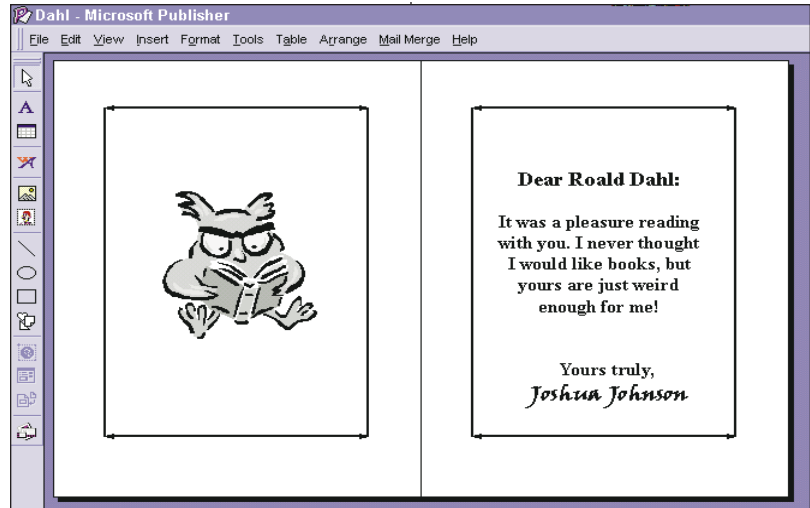 Dahl - Microsoft Publisher
File Edit View Insert Format Tools Table Arrange Mail Merge Help
A
Dear Roald Dahl:
It was a pleasure reading
with you. I never thought
I would like books, but
yours are just weird
enough for me!
Yours truly,
Joshua Johnson